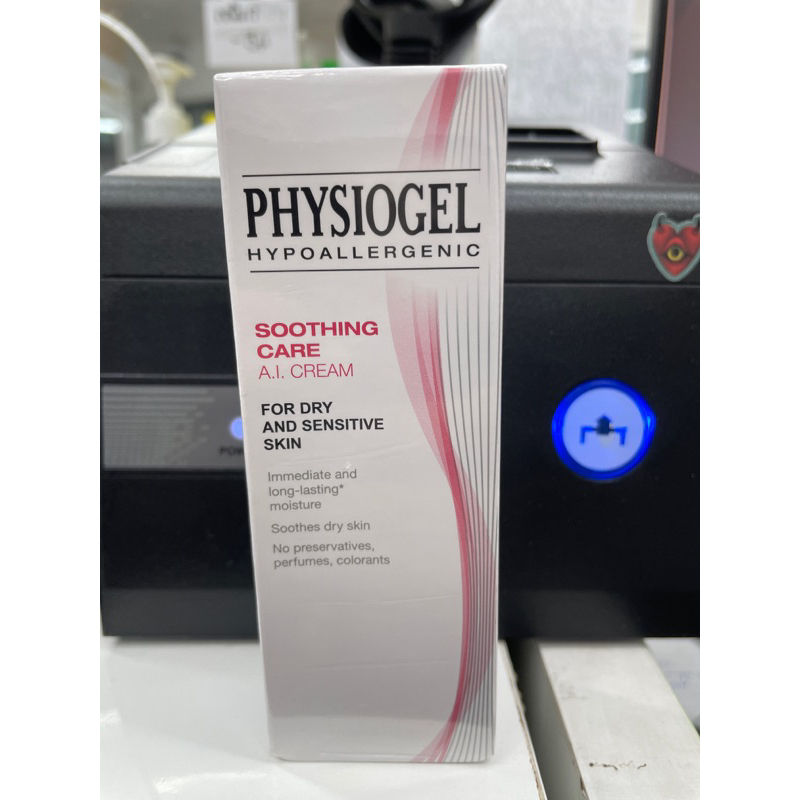 PHYSIOGEL
HYPOALLERGENIC
SOOTHING
CARE
A.I. CREAM
FOR DRY
AND SENSITIVE
SKIN
Immediate and
long-lasting*
moisture
Soothes dry skin
No preservatives,
perfumes, colorants